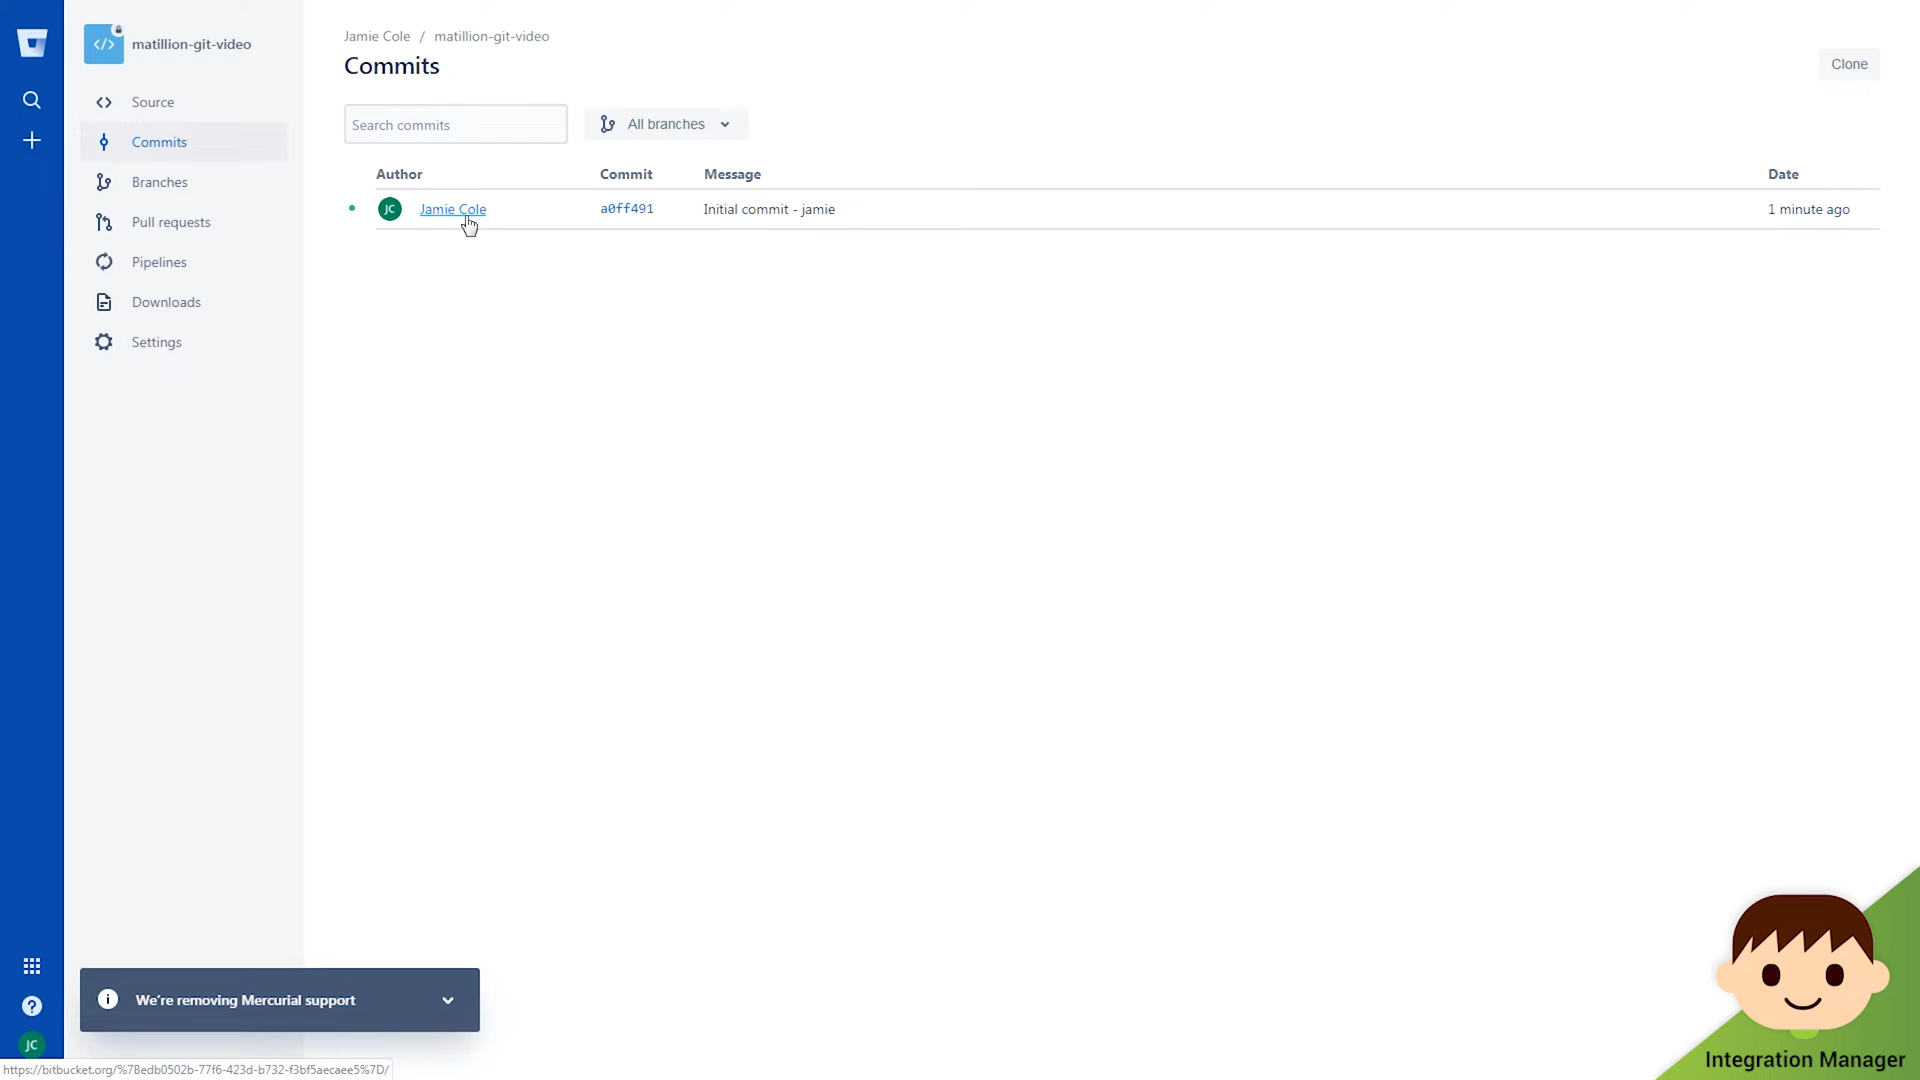 matillion-git-video
Source
Commits
Branches
Pull requests
Pipelines
Downloads
Settings
Jamie Cole / matillion-git-video
Commits
Clone
Search commits
All branches
Author Commit Message Date
JC Jamie Cole a0ff491 Initial commit - jamie 1 minute ago
We're removing Mercurial support
JC
https://bitbucket.org/%7Bedb0502b-77f6-423d-b732-f3bf5aecaee5%7D/
Integration Manager